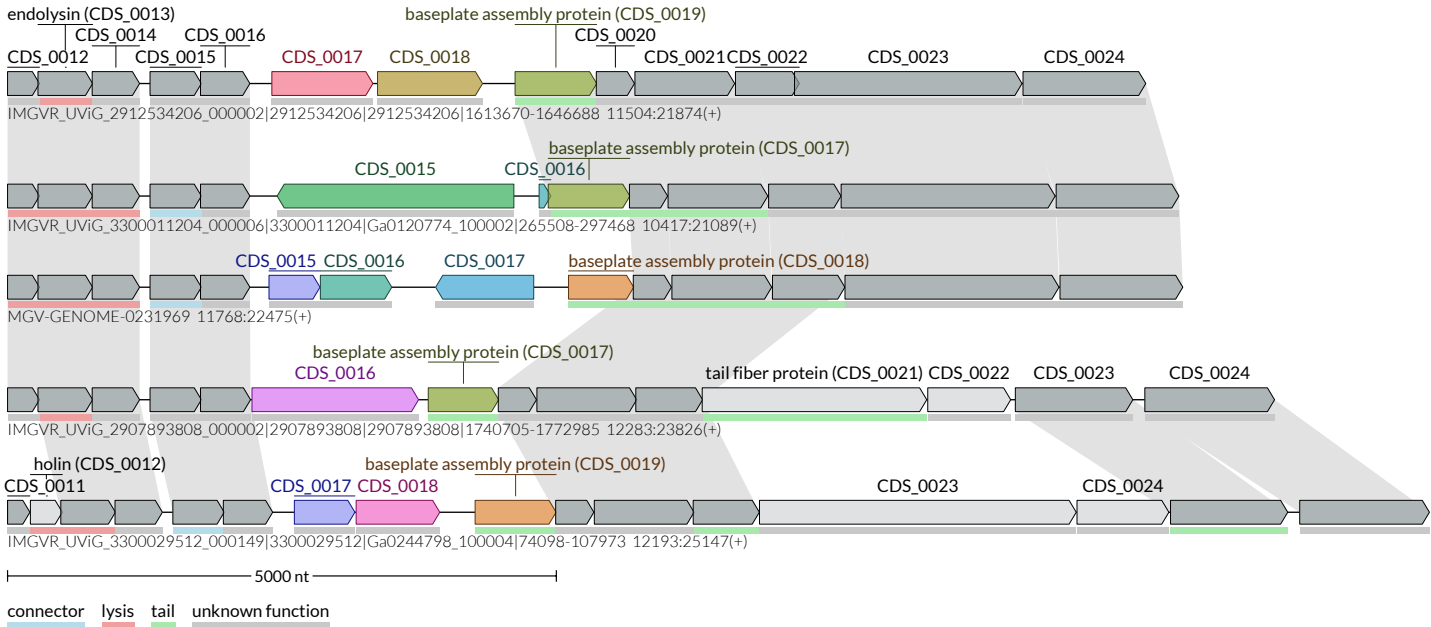 endolysin (CDS_0013) baseplate assembly protein (CDS_0019)
CDS_0014 CDS_0016 CDS_0020
CDS_0012 CDS_0015 CDS_0017 CDS_0018 CDS_0021 CDS_0022 CDS_0023 CDS_0024
IMGVR_UViG_2912534206_000002|2912534206|2912534206|1613670-1646688 11504:21874(+)
baseplate assembly protein (CDS_0017)
CDS_0015 CDS_0016
IMGVR_UViG_3300011204_000006|3300011204|Ga0120774_100002|265508-297468 10417:21089(+)
CDS_0015 CDS_0016 CDS_0017 baseplate assembly protein (CDS_0018)
MGV-GENOME-0231969 11768:22475(+)
baseplate assembly protein (CDS_0017)
CDS_0016 tail fiber protein (CDS_0021) CDS_0022 CDS_0023 CDS_0024
IMGVR_UViG_2907893808_000002|2907893808|2907893808|1740705-1772985 12283:23826(+)
holin (CDS_0012) baseplate assembly protein (CDS_0019)
CDS_0011 CDS_0017 CDS_0018 CDS_0023 CDS_0024
IMGVR_UViG_3300029512_000149|3300029512|Ga0244798_100004|74098-107973 12193:25147(+)
5000 nt
connector lysis tail unknown function